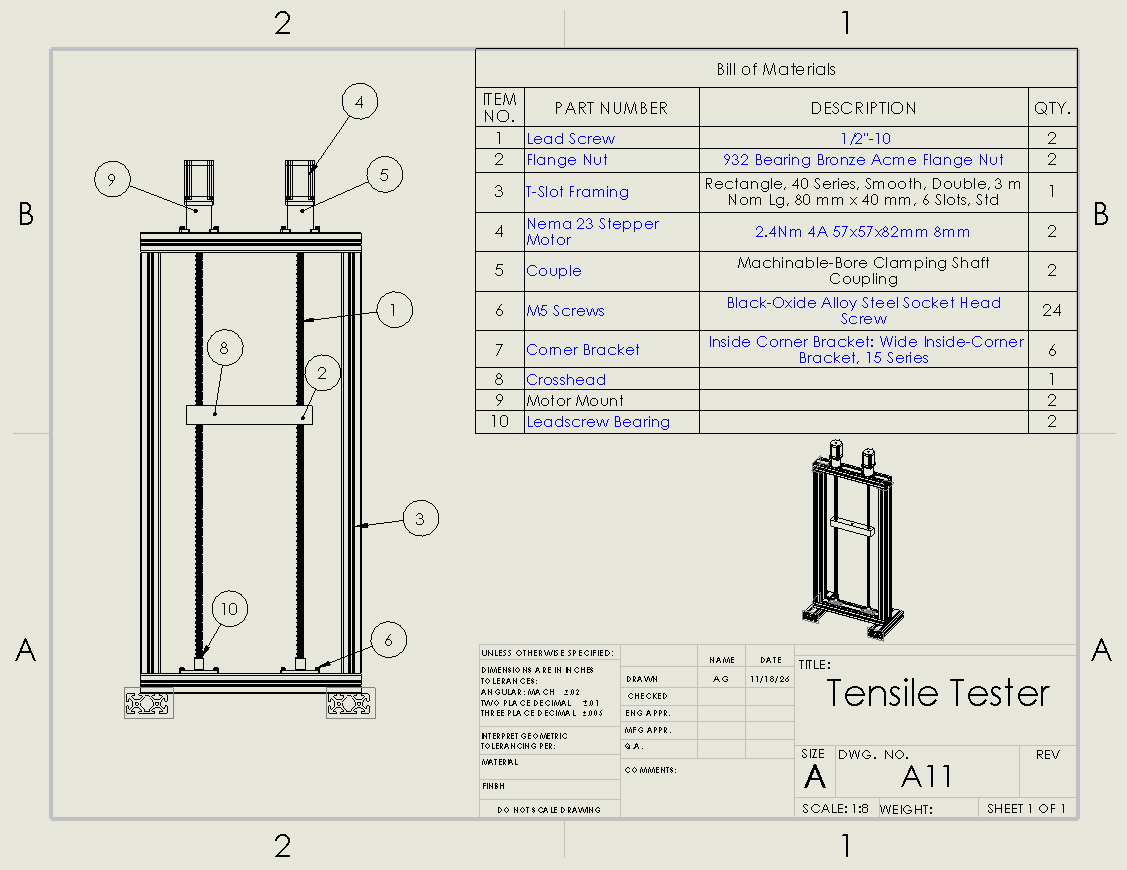 2 1
4
9
5
B B
1
8
2
3
10
6
A A
Bill of Materials
ITEM NO. PART NUMBER DESCRIPTION QTY.
1 Lead Screw 1/2"-10 2
2 Flange Nut 932 Bearing Bronze Acme Flange Nut 2
3 T-Slot Framing Rectangle, 40 Series, Smooth, Double, 3 m
Nom Lg, 80 mm x 40 mm, 6 Slots, Std 1
4 Nema 23 Stepper
Motor 2.4Nm 4A 57x57x82mm 8mm 2
5 Couple Machinable-Bore Clamping Shaft
Coupling 2
6 M5 Screws Black-Oxide Alloy Steel Socket Head
Screw 24
7 Corner Bracket Inside Corner Bracket: Wide Inside-Corner
Bracket, 15 Series 6
8 Crosshead 1
9 Motor Mount 2
10 Leadscrew Bearing 2
UNLESS OTHERWISE SPECIFIED:
DIMENSIONS ARE IN INCHES
TOLERANCES:
ANGULAR: MACH ±.02
TWO PLACE DECIMAL ±.01
THREE PLACE DECIMAL ±.005
INTERPRET GEOMETRIC
TOLERANCING PER:
MATERIAL
FINISH
DO NOT SCALE DRAWING
NAME DATE
DRAWN AG 11/18/26
CHECKED
ENG APPR.
MFG APPR.
Q.A.
COMMENTS:
TITLE:
Tensile Tester
SIZE DWG. NO. REV
A A11
SCALE: 1:8 WEIGHT: SHEET 1 OF 1
2 1